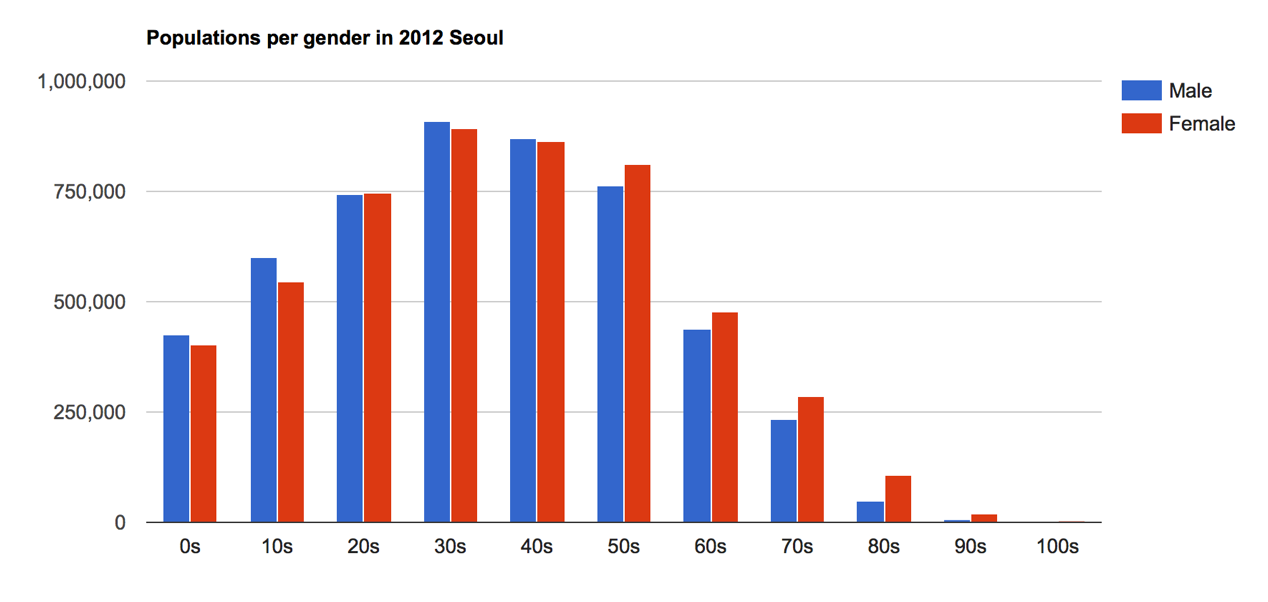 Populations per gender in 2012 Seoul
1,000,000
750,000
500,000
250,000
0
0s 10s 20s 30s 40s 50s 60s 70s 80s 90s 100s
Male
Female